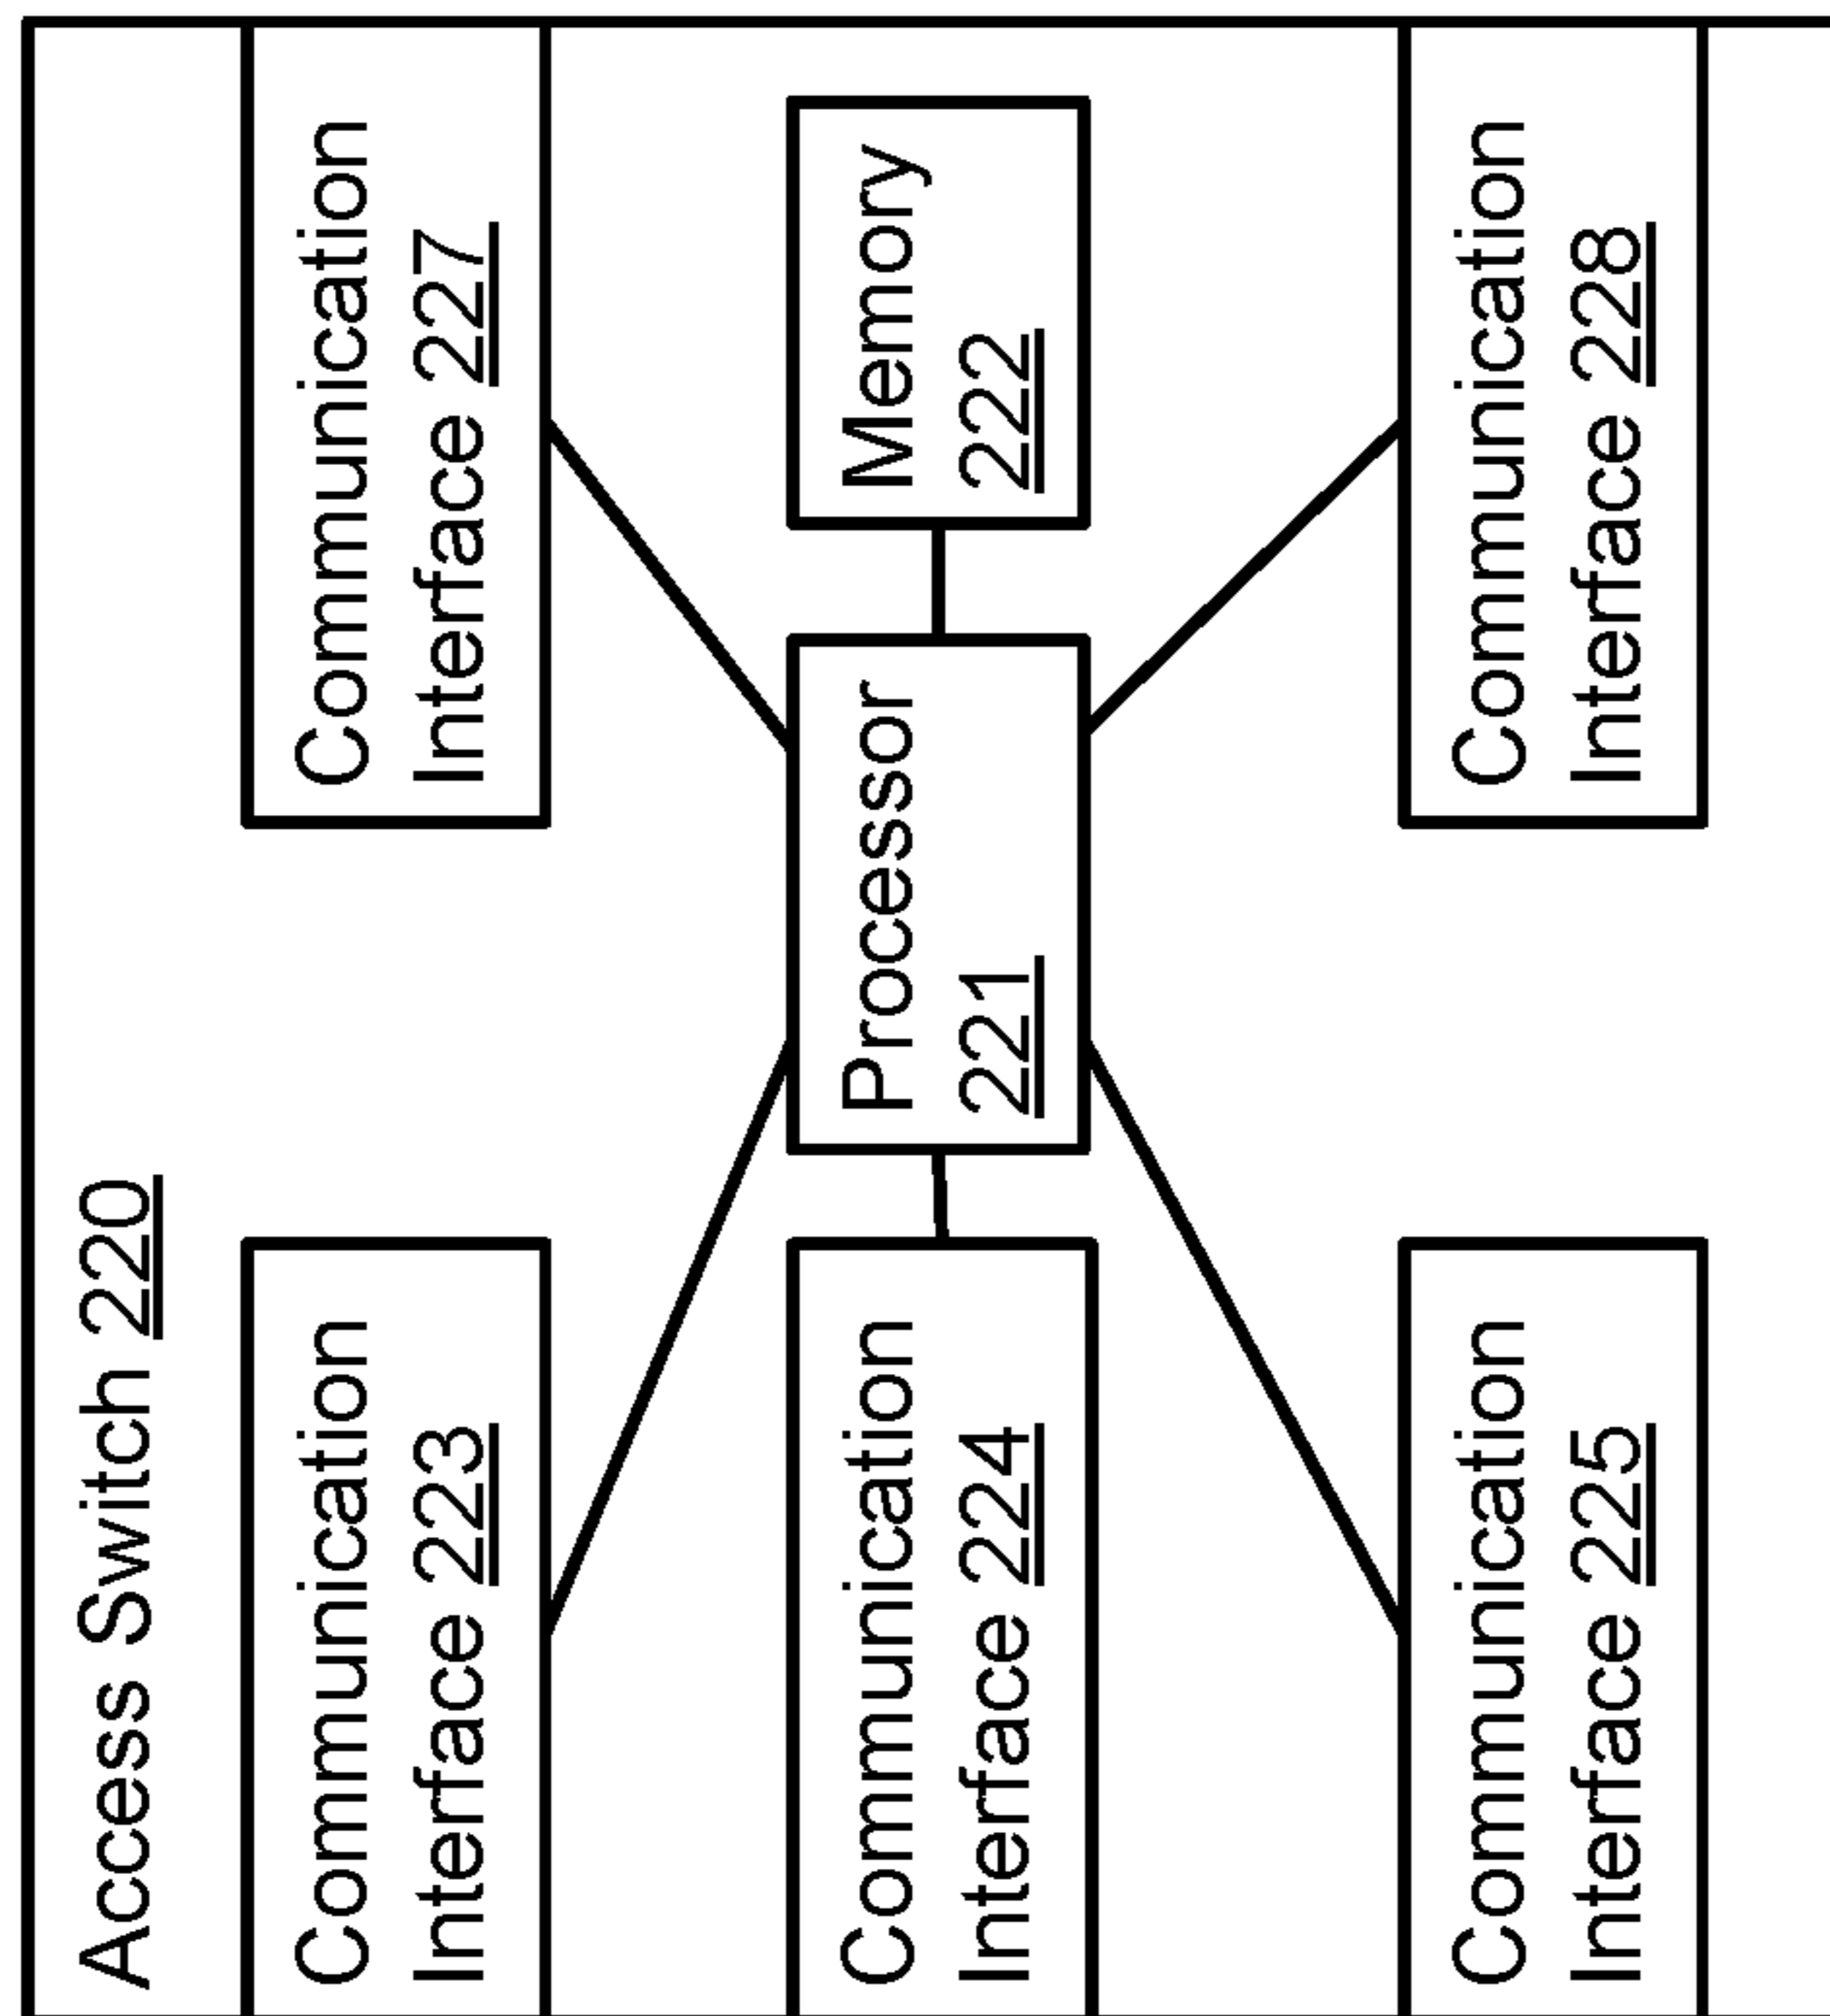 Access Switch 220
Communication
Interface 223
Communication
Interface 227
Communication
Interface 224
Processor
221
Memory
222
Communication
Interface 225
Communication
Interface 228